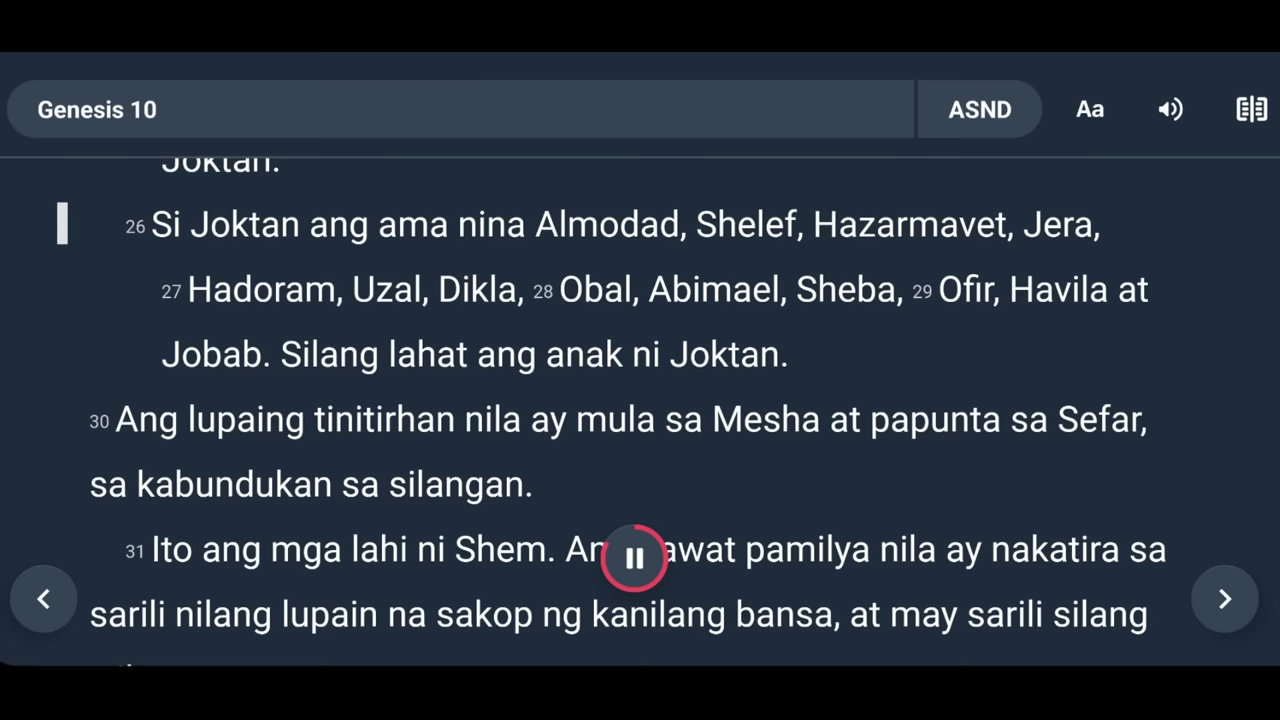 Genesis 10 ASND Aa
Joktan.
26 Si Joktan ang ama nina Almodad, Shelef, Hazarmavet, Jera,
27 Hadoram, Uzal, Dikla, 28 Obal, Abimael, Sheba, 29 Ofir, Havila at
Jobab. Silang lahat ang anak ni Joktan.
30 Ang lupaing tinitirhan nila ay mula sa Mesha at papunta sa Sefar,
sa kabundukan sa silangan.
31 Ito ang mga lahi ni Shem. pamilya nila ay nakatira sa
sarili nilang lupain na sakop ng kanilang bansa, at may sarili silang